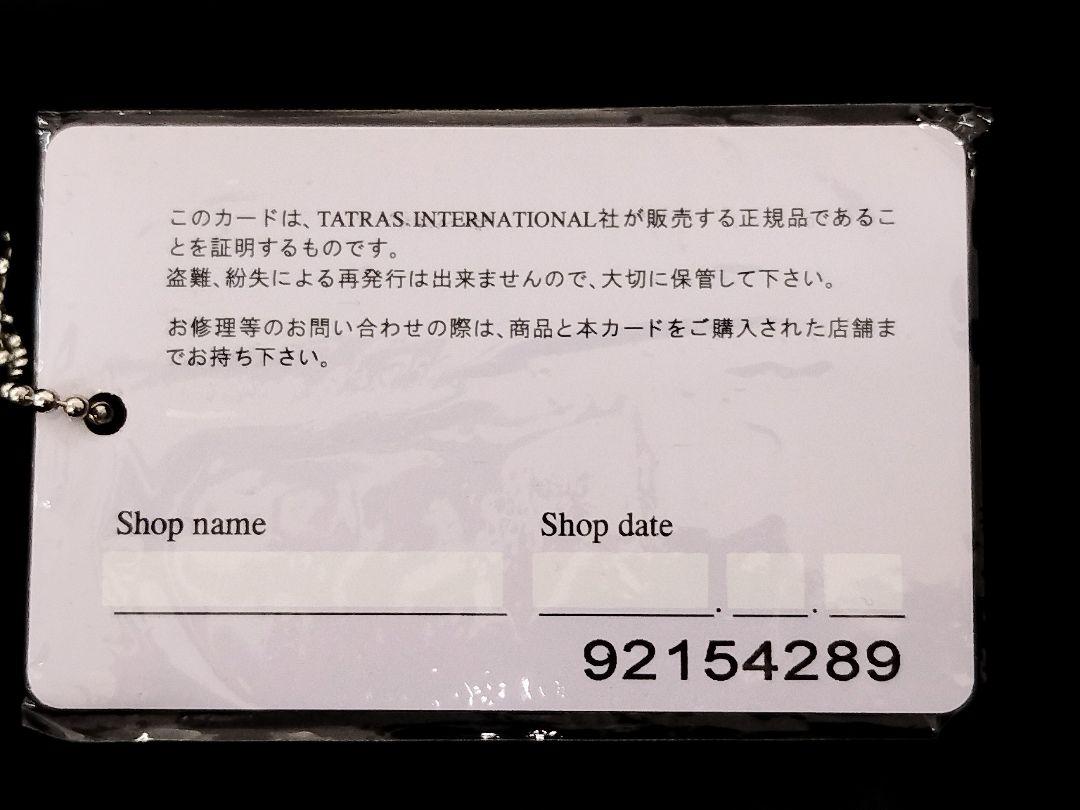 このカードは、TATRAS INTERNATIONAL社が販売する正規品であるこ
とを証明するものです。
盗難、紛失による再発行は出来ませんので、大切に保管して下さい。
お修理等のお問い合わせの際は、商品と本カードをご購入された店舗ま
でお持ち下さい。
Shop name Shop date
. .
92154289